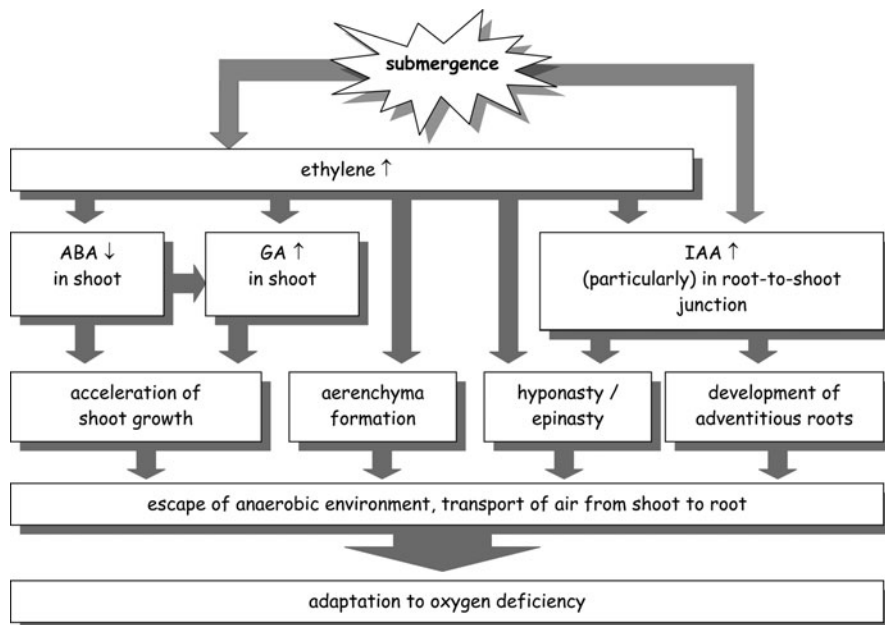 submergence
ethylene ↑
ABA ↓
in shoot
GA ↑
in shoot
IAA ↑
(particularly) in root-to-shoot
junction
acceleration of
shoot growth
aerenchyma
formation
hyponasty /
epinasty
development of
adventitious roots
escape of anaerobic environment, transport of air from shoot to root
adaptation to oxygen deficiency